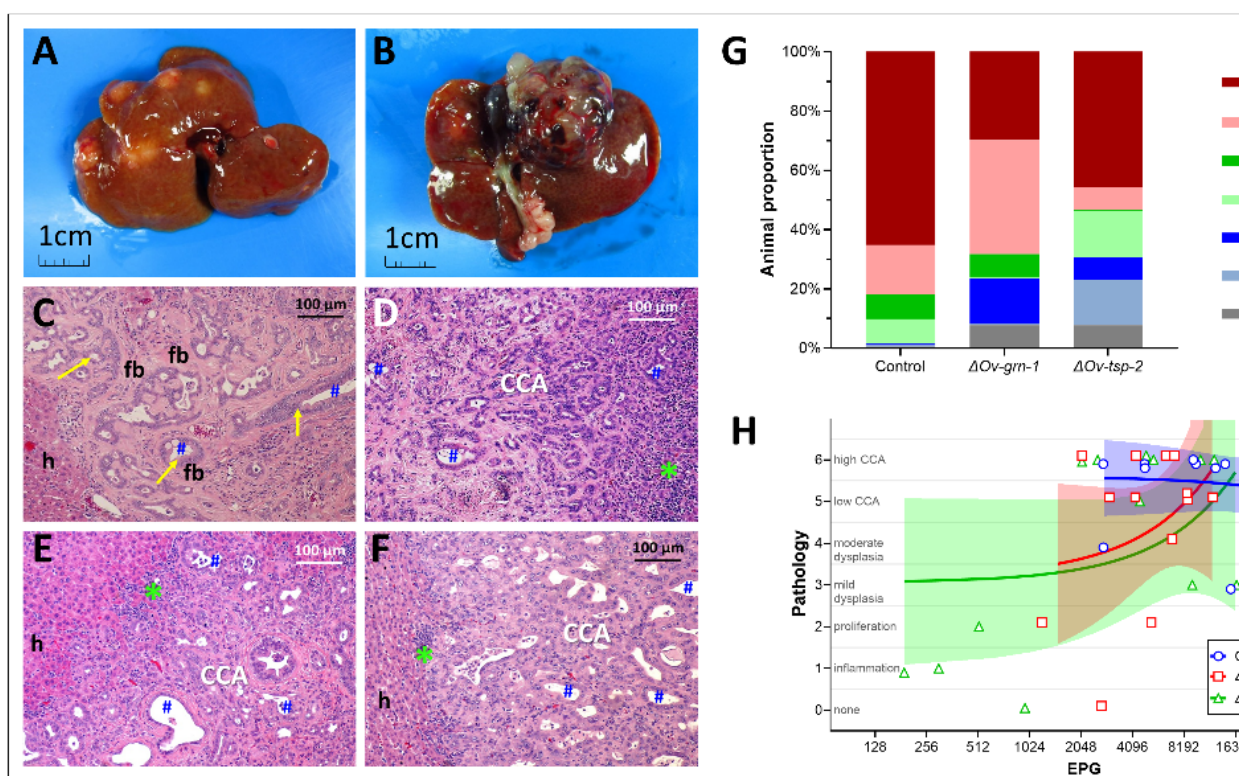 A
1cm
B
1cm
C
100 µm
fb
fb
#
#
fb
h
D
100 µm
#
#
CCA
#
*
E
100 µm
#
*
h
CCA
#
#
F
100 µm
#
CCA
*
#
#
h
G
100%
80%
60%
40%
20%
0%
Animal proportion
Control
ΔOv-grn-1
ΔOv-tsp-2
H
6
high CCA
5
low CCA
4
moderate
dysplasia
3
mild
dysplasia
2
proliferation
1
inflammation
0
none
Pathology
128
256
512
1024
2048
4096
8192
EPG